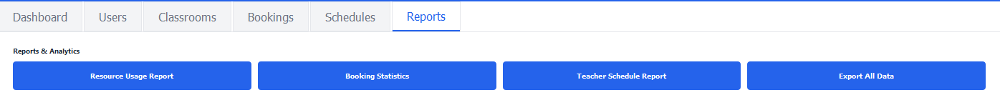 Dashboard Users Classrooms Bookings Schedules Reports
Reports & Analytics
Resource Usage Report Booking Statistics Teacher Schedule Report Export All Data